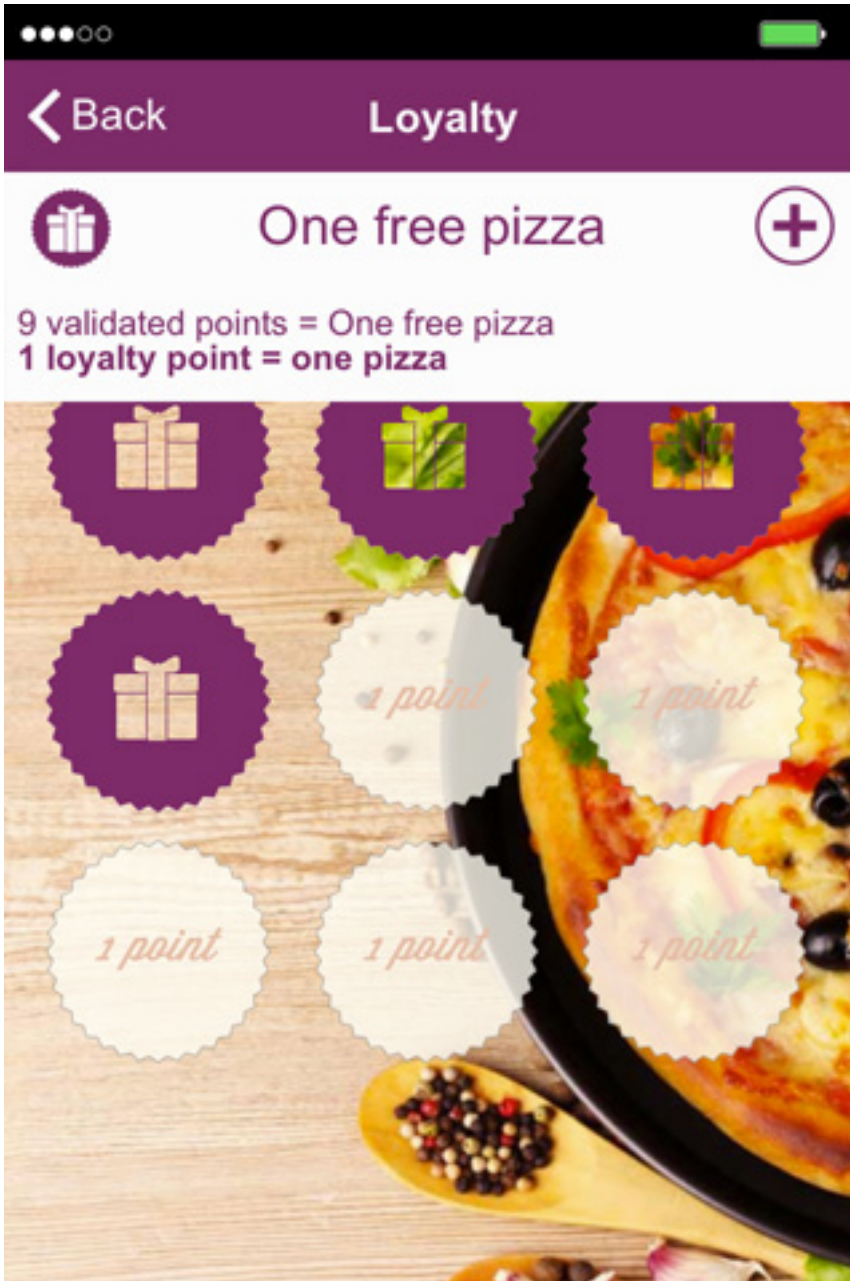 Back
Loyalty
One free pizza
9 validated points = One free pizza
1 loyalty point = one pizza
1 point
1 point
1 point
1 point
1 point